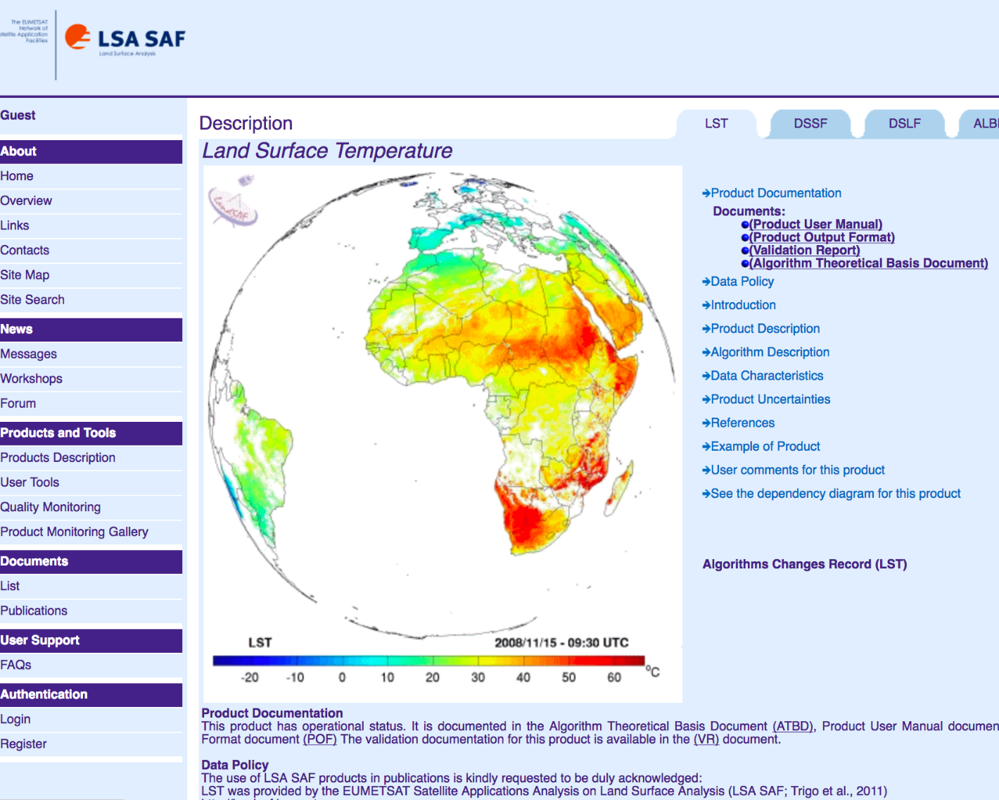 The EUMETSAT
Network of
Satellite Application
Facilities
LSA SAF
Land Surface Analysis
Guest
About
Home
Overview
Links
Contacts
Site Map
Site Search
News
Messages
Workshops
Forum
Products and Tools
Products Description
User Tools
Quality Monitoring
Product Monitoring Gallery
Documents
List
Publications
User Support
FAQs
Authentication
Login
Register
Description
LST
DSSF
DSLF
ALB
Land Surface Temperature
LandSAF
LST
2008/11/15 - 09:30 UTC
-20 -10 0 10 20 30 40 50 60 ºC
Product Documentation
Documents:
(Product User Manual)
(Product Output Format)
(Validation Report)
(Algorithm Theoretical Basis Document)
Data Policy
Introduction
Product Description
Algorithm Description
Data Characteristics
Product Uncertainties
References
Example of Product
User comments for this product
See the dependency diagram for this product
Algorithms Changes Record (LST)
Product Documentation
This product has operational status. It is documented in the Algorithm Theoretical Basis Document (ATBD), Product User Manual documen
Format document (POF) The validation documentation for this product is available in the (VR) document.
Data Policy
The use of LSA SAF products in publications is kindly requested to be duly acknowledged:
LST was provided by the EUMETSAT Satellite Applications Analysis on Land Surface Analysis (LSA SAF; Trigo et al., 2011)